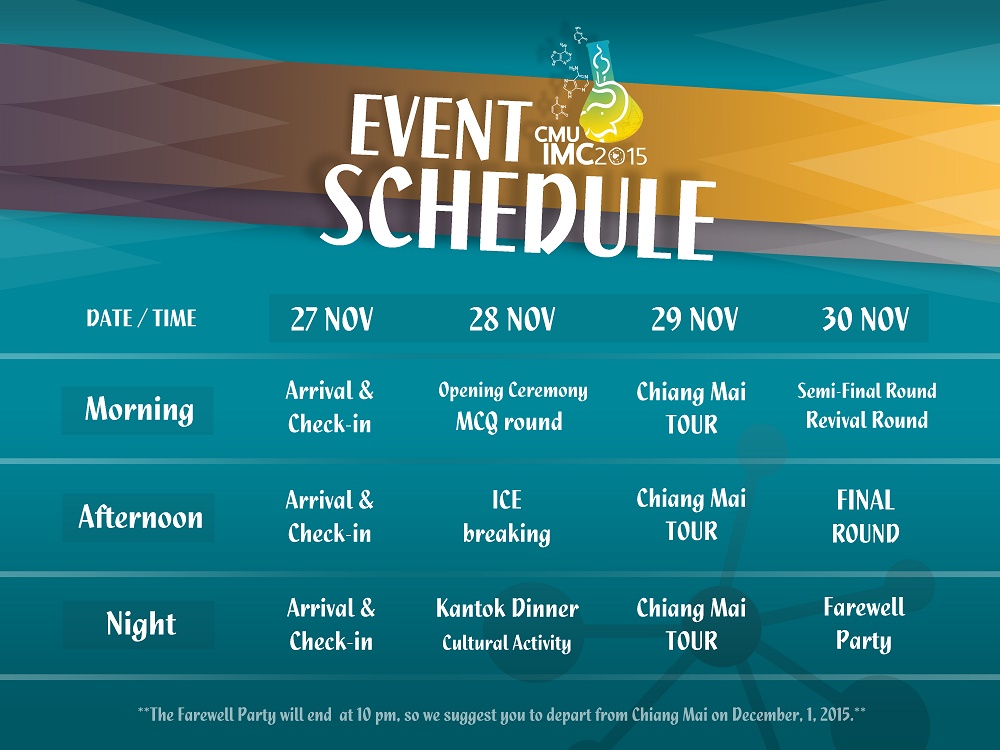 EVENT
CMU
IMC2015
SCHEDULE
DATE / TIME 27 NOV 28 NOV 29 NOV 30 NOV
Morning
Arrival &
Check-in
Opening Ceremony
MCQ round
Chiang Mai
TOUR
Semi-Final Round
Revival Round
Afternoon
Arrival &
Check-in
ICE
breaking
Chiang Mai
TOUR
FINAL
ROUND
Night
Arrival &
Check-in
Kantok Dinner
Cultural Activity
Chiang Mai
TOUR
Farewell
Party
**The Farewell Party will end at 10 pm, so we suggest you to depart from Chiang Mai on December, 1, 2015.**